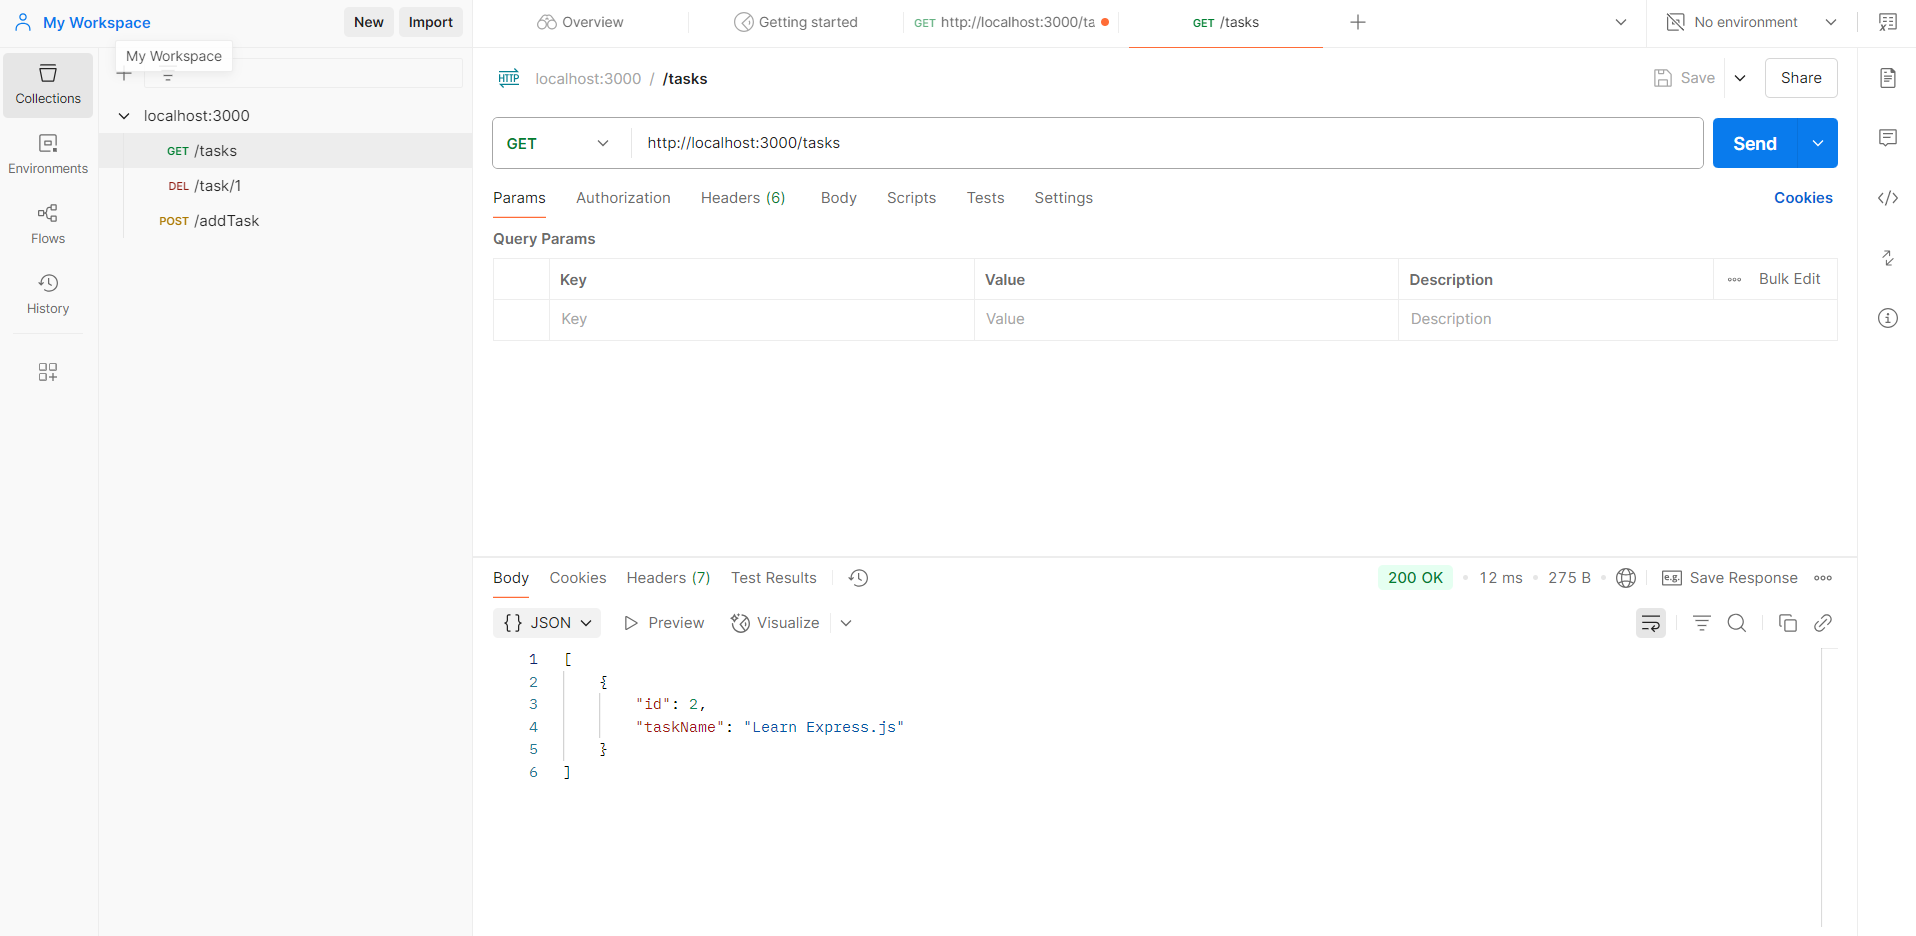 My Workspace
New
Import
Overview
Getting started
GET http://localhost:3000/ta
GET /tasks
No environment
My Workspace
Collections
Environments
Flows
History
localhost:3000
GET /tasks
DEL /task/1
POST /addTask
HTTP localhost:3000 / /tasks
Save
Share
GET http://localhost:3000/tasks
Send
Params Authorization Headers (6) Body Scripts Tests Settings
Cookies
Query Params
Key Value Description Bulk Edit
Key Value Description
Body Cookies Headers (7) Test Results
200 OK 12 ms 275 B
e.g. Save Response
{} JSON Preview Visualize
1 [
2 {
3 "id": 2,
4 "taskName": "Learn Express.js"
5 }
6 ]